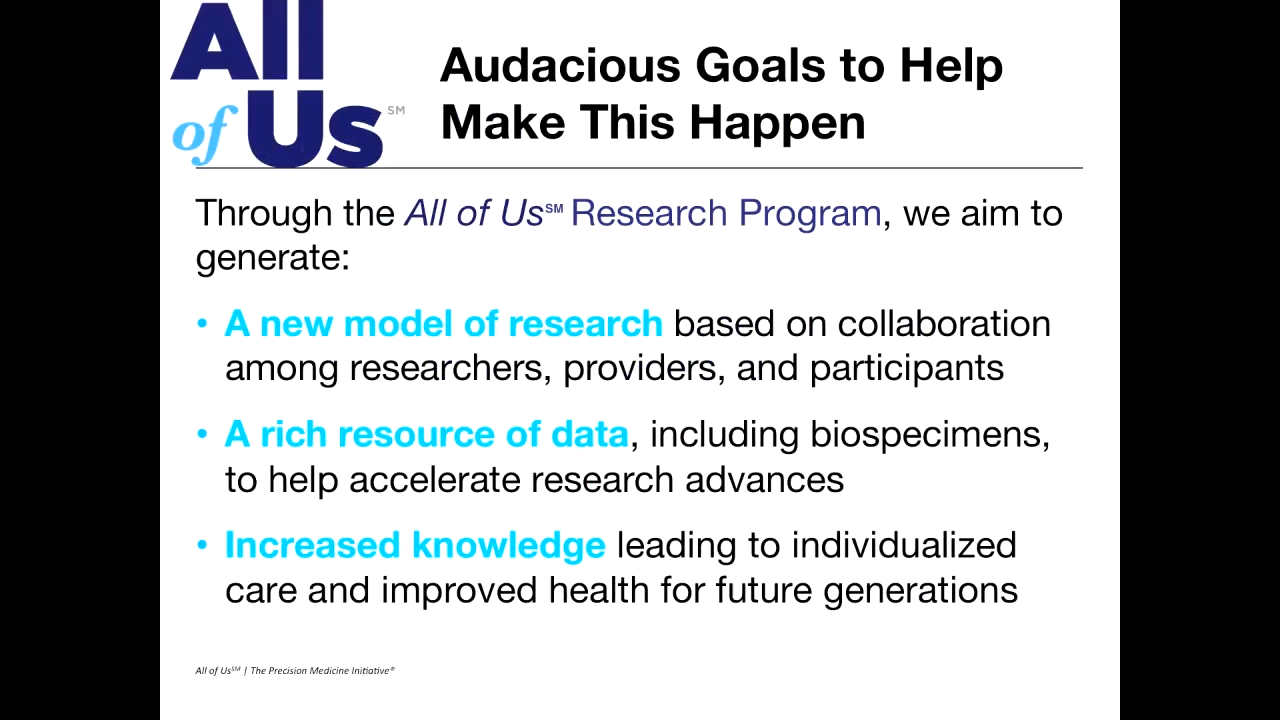 All
of Us℠
Audacious Goals to Help
Make This Happen
Through the All of Us℠ Research Program, we aim to
generate:
• A new model of research based on collaboration
among researchers, providers, and participants
• A rich resource of data, including biospecimens,
to help accelerate research advances
• Increased knowledge leading to individualized
care and improved health for future generations
All of Us℠ | The Precision Medicine Initiative®